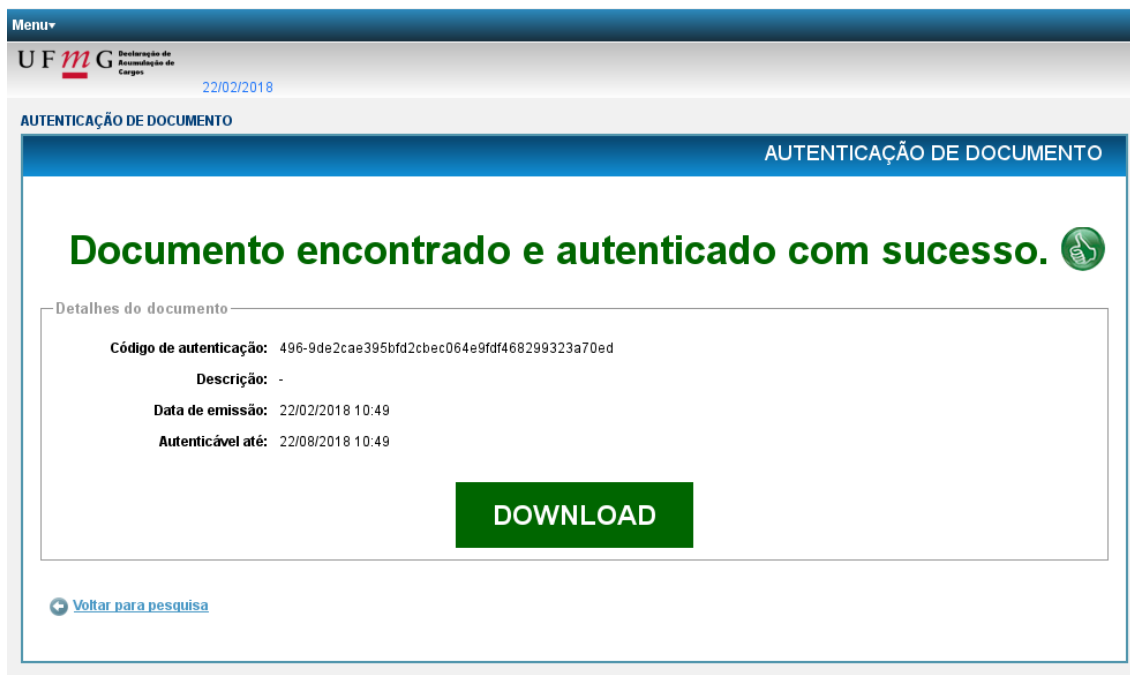 Menu▾
UFMG Declaração de
Acumulação de
Cargos
22/02/2018
AUTENTICAÇÃO DE DOCUMENTO
AUTENTICAÇÃO DE DOCUMENTO
Documento encontrado e autenticado com sucesso.
Detalhes do documento
Código de autenticação: 496-9de2cae395bfd2cbec064e9fdf468299323a70ed
Descrição: -
Data de emissão: 22/02/2018 10:49
Autenticável até: 22/08/2018 10:49
DOWNLOAD
Voltar para pesquisa